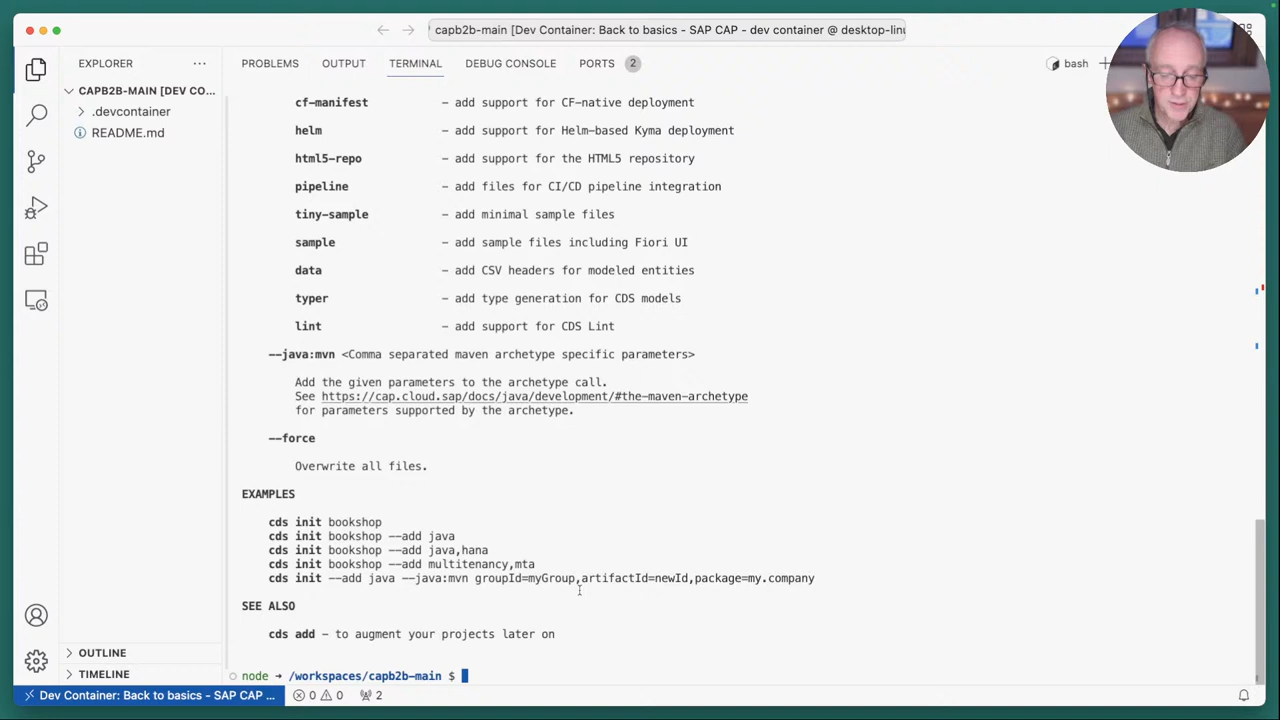 capb2b-main [Dev Container: Back to basics - SAP CAP - dev container @ desktop-linu
EXPLORER
CAPB2B-MAIN [DEV CO...
.devcontainer
README.md
OUTLINE
TIMELINE
PROBLEMS OUTPUT TERMINAL DEBUG CONSOLE PORTS 2
bash
cf-manifest - add support for CF-native deployment
helm - add support for Helm-based Kyma deployment
html5-repo - add support for the HTML5 repository
pipeline - add files for CI/CD pipeline integration
tiny-sample - add minimal sample files
sample - add sample files including Fiori UI
data - add CSV headers for modeled entities
typer - add type generation for CDS models
lint - add support for CDS Lint
--java:mvn <Comma separated maven archetype specific parameters>
Add the given parameters to the archetype call.
See https://cap.cloud.sap/docs/java/development/#the-maven-archetype
for parameters supported by the archetype.
--force
Overwrite all files.
EXAMPLES
cds init bookshop
cds init bookshop --add java
cds init bookshop --add java,hana
cds init bookshop --add multitenancy,mta
cds init --add java --java:mvn groupId=myGroup,artifactId=newId,package=my.company
SEE ALSO
cds add - to augment your projects later on
node → /workspaces/capb2b-main $
Dev Container: Back to basics - SAP CAP ... 0 0 2